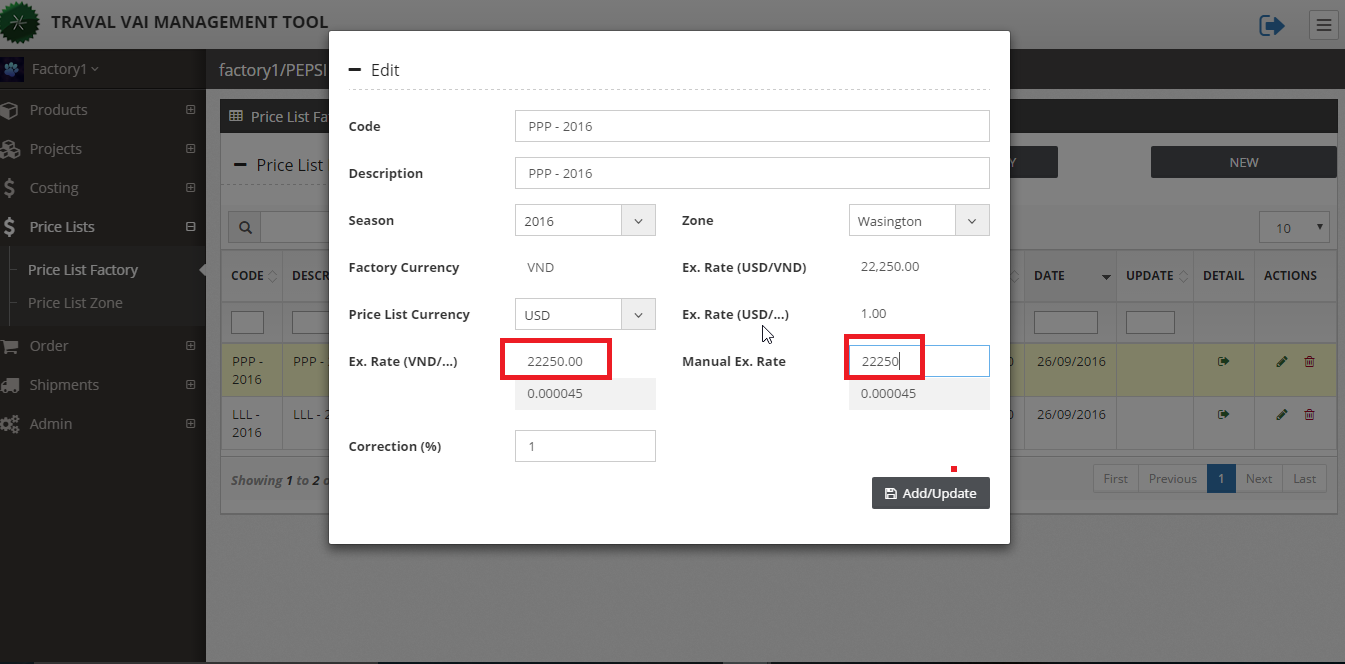 TRAVAL VAI MANAGEMENT TOOL
Factory1
factory1/PEPSI
Products
Projects
Costing
Price Lists
Price List Factory
Price List Zone
Order
Shipments
Admin
Price List Fa
Price List
Y
NEW
10
CODE DESCR DATE UPDATE DETAIL ACTIONS
PPP - 2016 PPP - 0 26/09/2016
LLL - 2016 LLL - 2 0 26/09/2016
Showing 1 to 2 o
First Previous 1 Next Last
Edit
Code PPP - 2016
Description PPP - 2016
Season 2016 Zone Wasington
Factory Currency VND Ex. Rate (USD/VND) 22,250.00
Price List Currency USD Ex. Rate (USD/...) 1.00
Ex. Rate (VND/...) 22250.00 Manual Ex. Rate 22250
0.000045 0.000045
Correction (%) 1
Add/Update